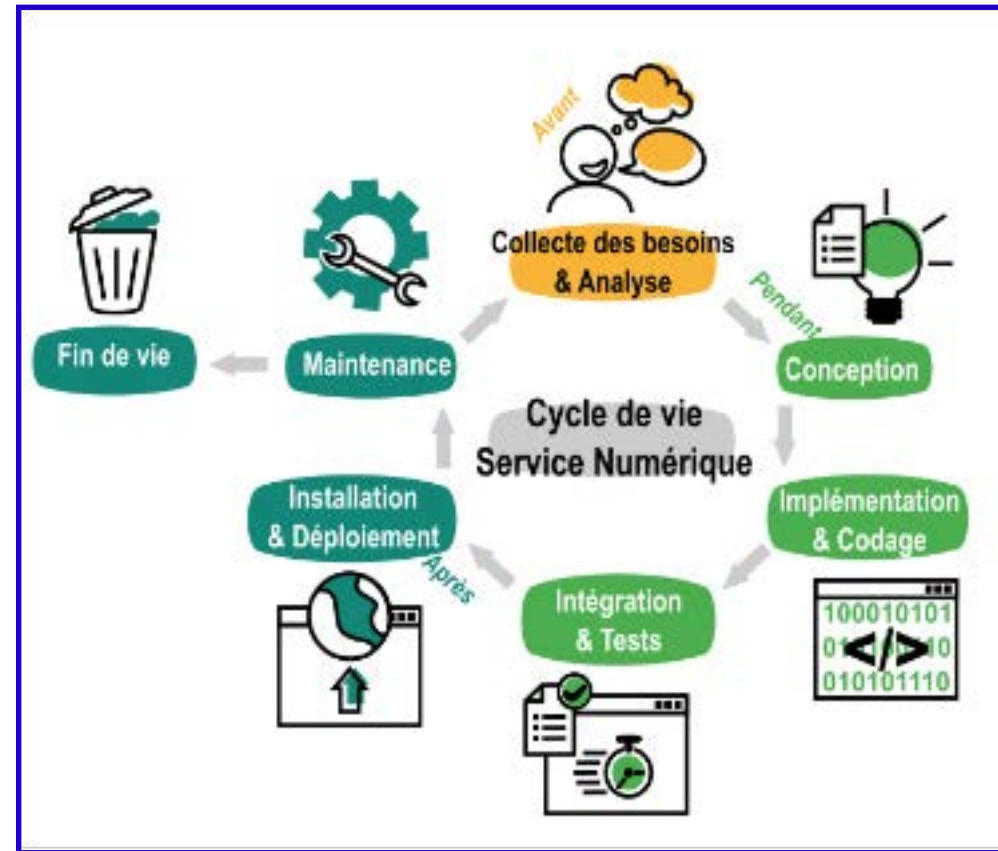 Avant
Collecte des besoins
& Analyse
Pendant
Conception
Fin de vie
Maintenance
Cycle de vie
Service Numérique
Installation
& Déploiement
Après
Implémentation
& Codage
Intégration
& Tests
100010101
</>
010101110